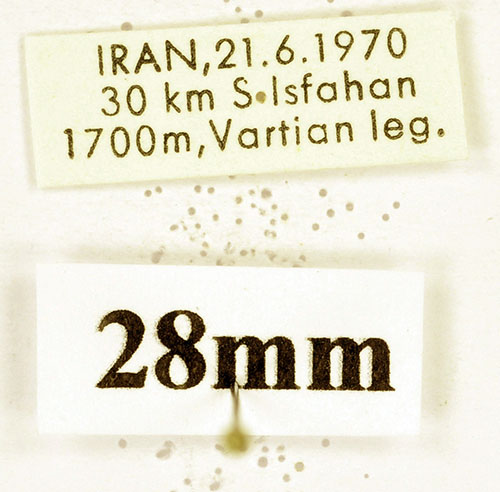 IRAN,21.6.1970
30 km S.Isfahan
1700m,Vartian leg.
28mm